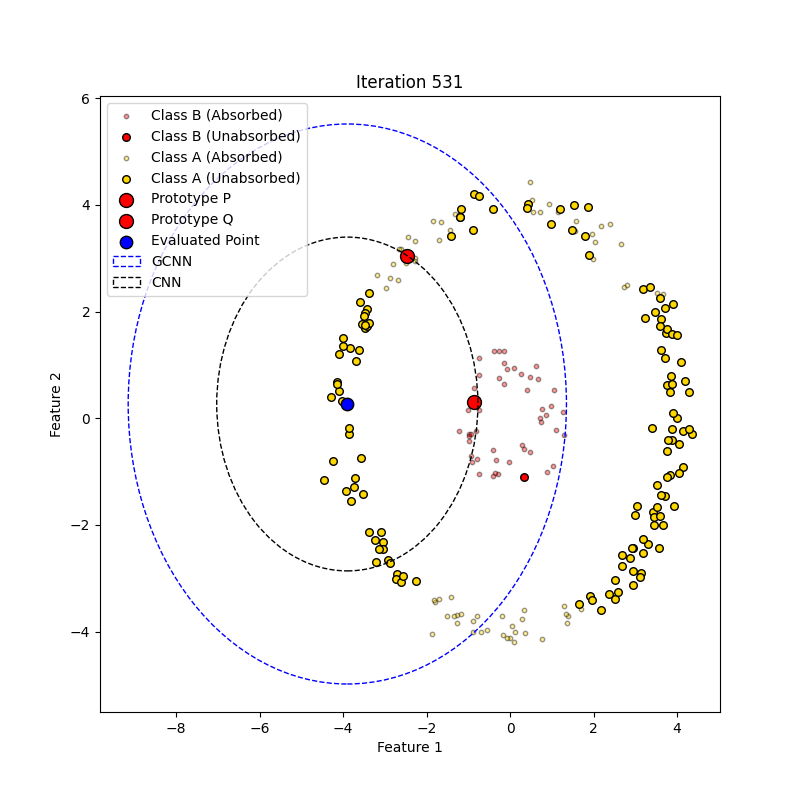 Iteration 531
Class B (Absorbed)
Class B (Unabsorbed)
Class A (Absorbed)
Class A (Unabsorbed)
Prototype P
Prototype Q
Evaluated Point
GCNN
CNN
6
4
2
0
−2
−4
Feature 2
−8
−6
−4
−2
0
2
4
Feature 1